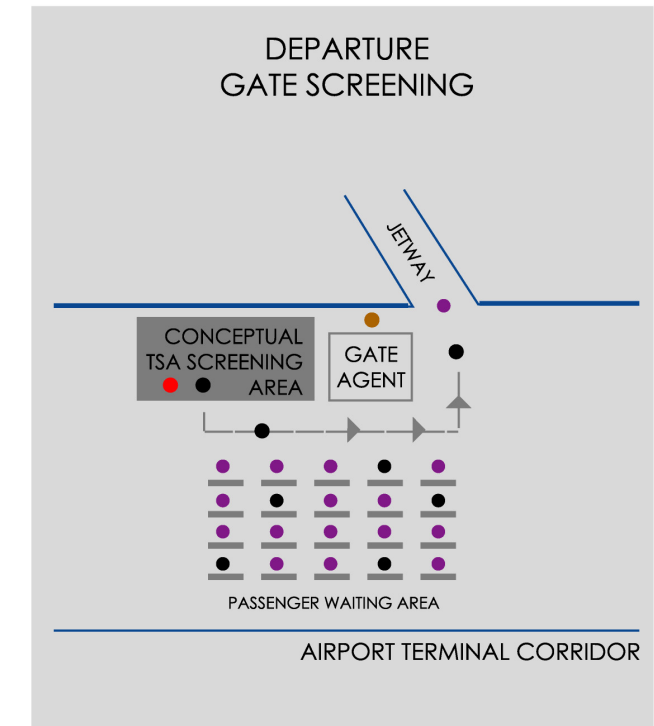 DEPARTURE
GATE SCREENING
JETWAY
CONCEPTUAL
TSA SCREENING
AREA
GATE
AGENT
PASSENGER WAITING AREA
AIRPORT TERMINAL CORRIDOR